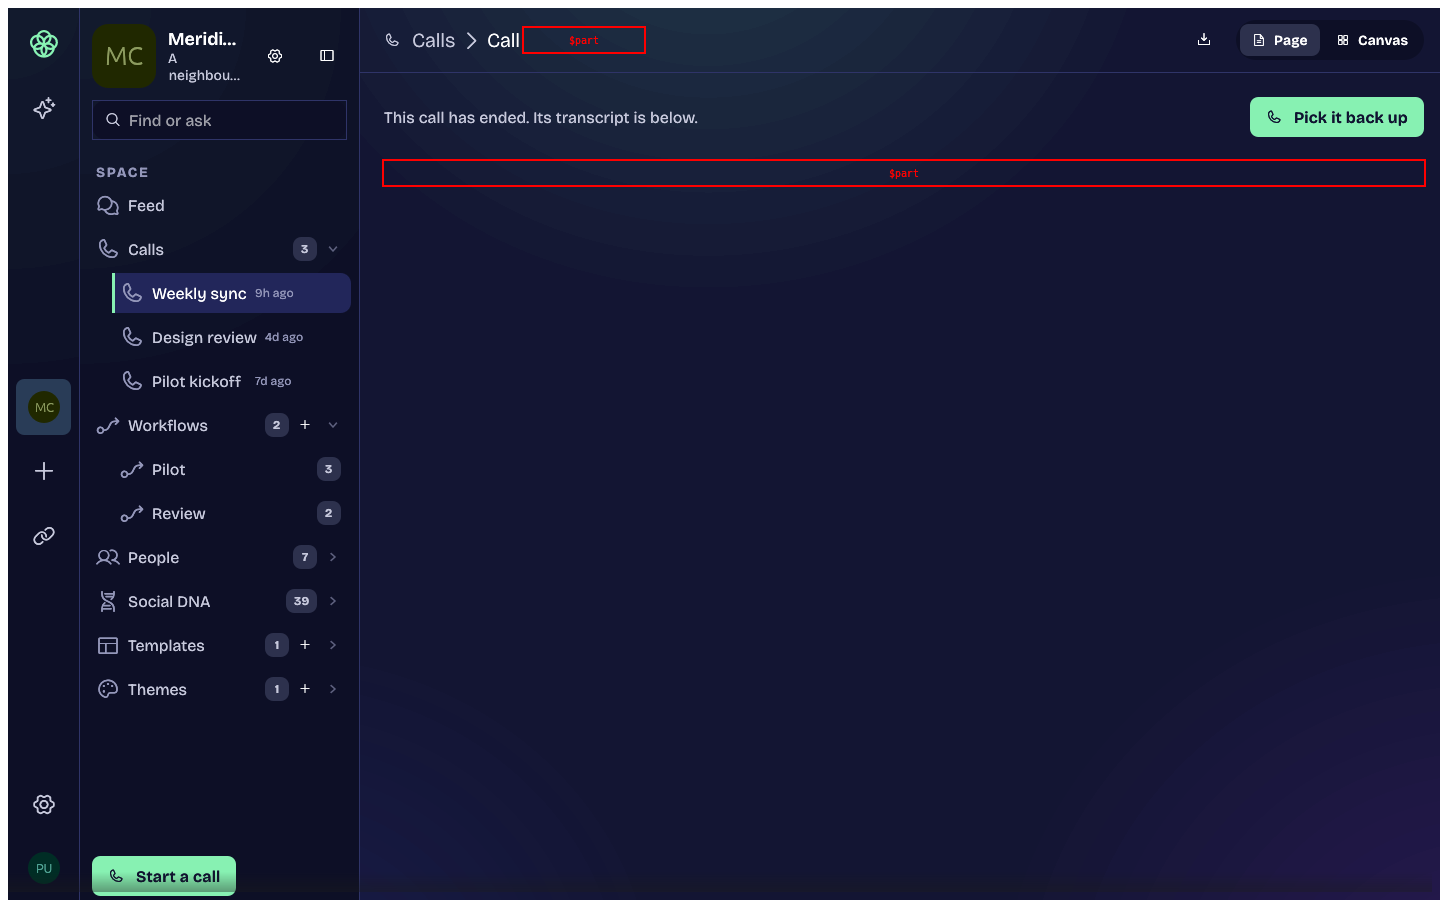 MC
Meridi...
A
neighbou...
Find or ask
SPACE
Feed
Calls 3
Weekly sync 9h ago
Design review 4d ago
Pilot kickoff 7d ago
Workflows 2 +
Pilot 3
Review 2
People 7
Social DNA 39
Templates 1 +
Themes 1 +
Start a call
MC
PU
Calls > Call $part
Page
Canvas
This call has ended. Its transcript is below.
Pick it back up
$part